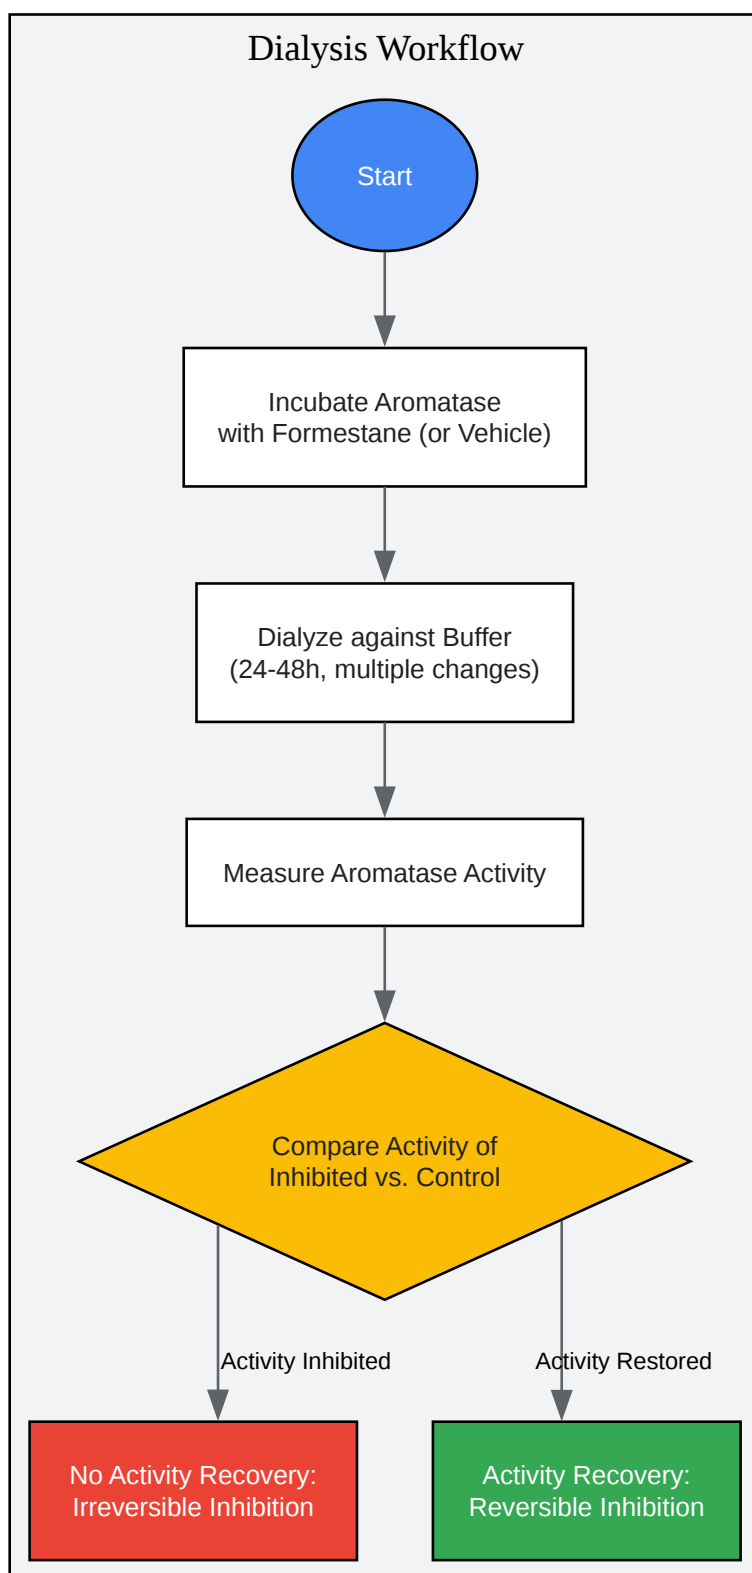 Dialysis Workflow
Start
Incubate Aromatase
with Formestane (or Vehicle)
Dialyze against Buffer
(24-48h, multiple changes)
Measure Aromatase Activity
Compare Activity of
Inhibited vs. Control
Activity Inhibited
Activity Restored
No Activity Recovery:
Irreversible Inhibition
Activity Recovery:
Reversible Inhibition